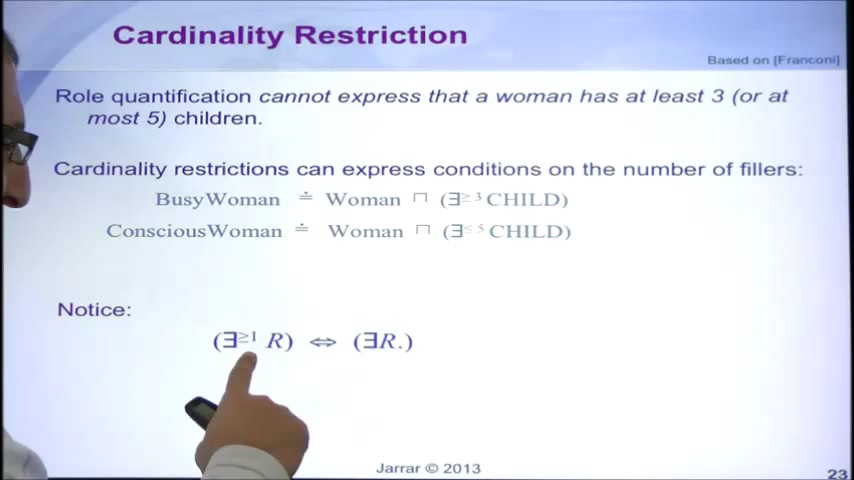 Cardinality Restriction
Based on [Franconi]
Role quantification cannot express that a woman has at least 3 (or at
most 5) children.
Cardinality restrictions can express conditions on the number of fillers:
BusyWoman ≐ Woman ⊓ (∃≥ 3 CHILD)
ConsciousWoman ≐ Woman ⊓ (∃≤ 5 CHILD)
Notice:
(∃≥1 R) ⇔ (∃R.)
Jarrar © 2013
23